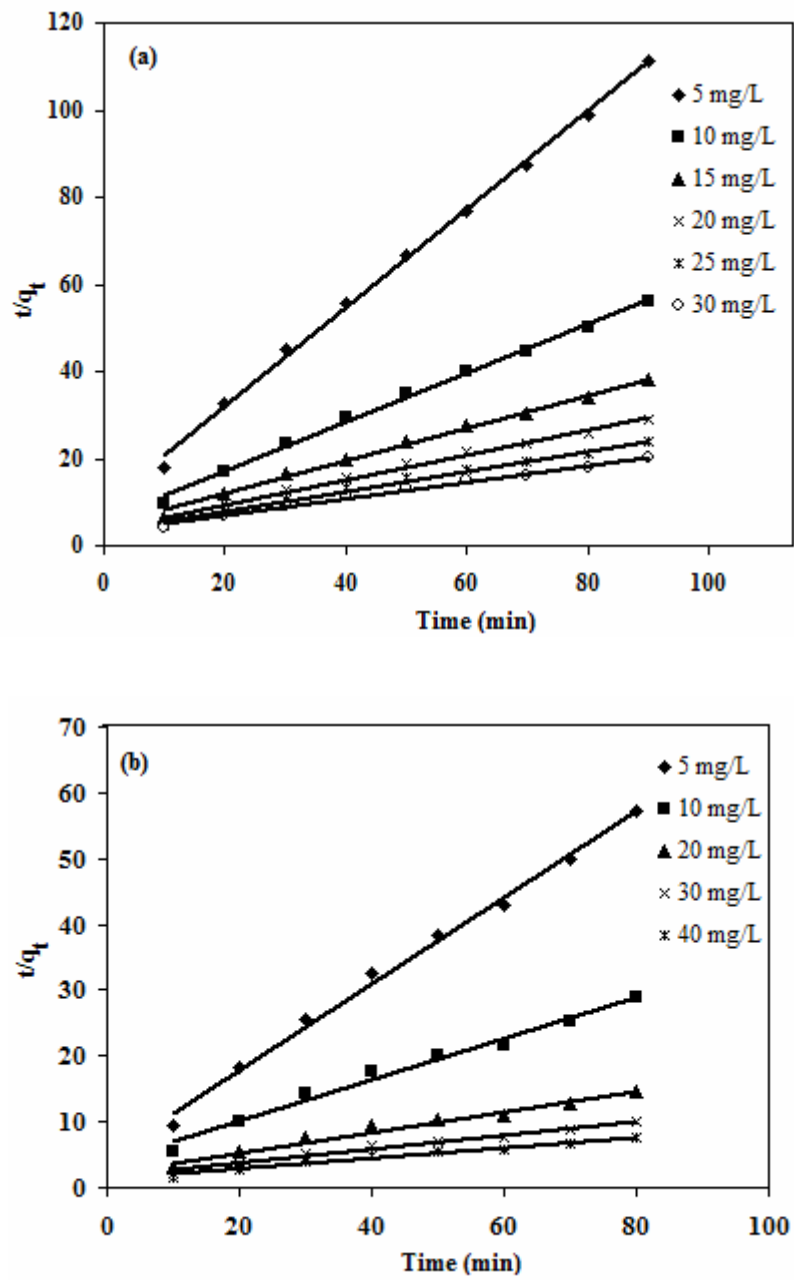 (a)
120
100
80
60
40
20
0
t/qt
5 mg/L
10 mg/L
15 mg/L
20 mg/L
25 mg/L
30 mg/L
0 20 40 60 80 100
Time (min)
(b)
70
60
50
40
30
20
10
0
t/qt
5 mg/L
10 mg/L
20 mg/L
30 mg/L
40 mg/L
0 20 40 60 80 100
Time (min)